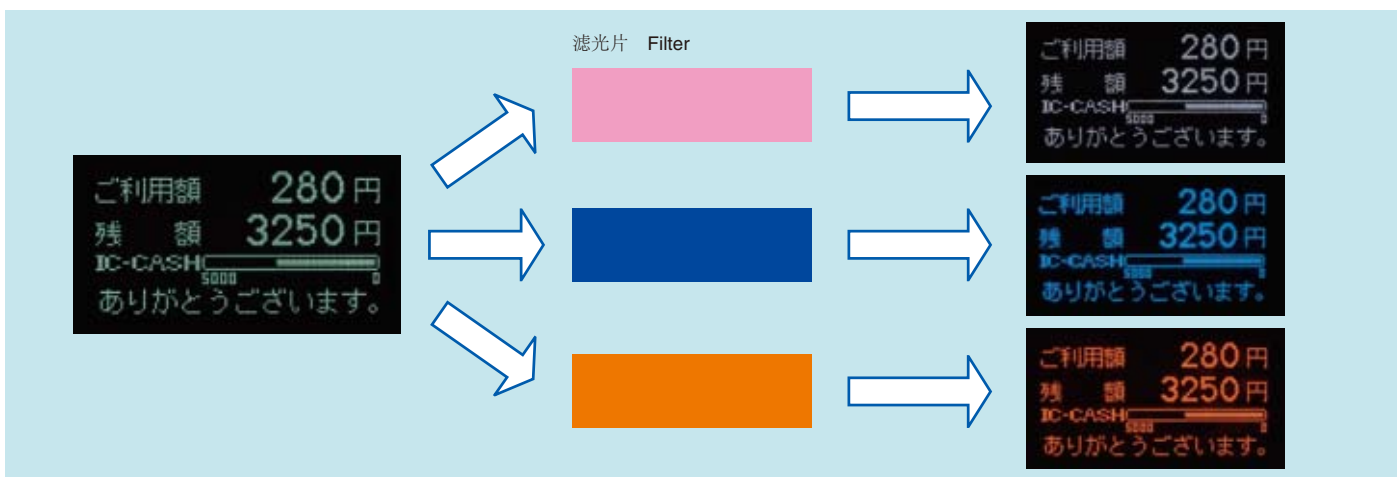 滤光片 Filter
ご利用額 280円
残 額 3250円
IC-CASH
5000 0
ありがとうございます。
ご利用額 280円
残 額 3250円
IC-CASH
5000 0
ありがとうございます。
ご利用額 280円
残 額 3250円
IC-CASH
5000 0
ありがとうございます。
ご利用額 280円
残 額 3250円
IC-CASH
5000 0
ありがとうございます。